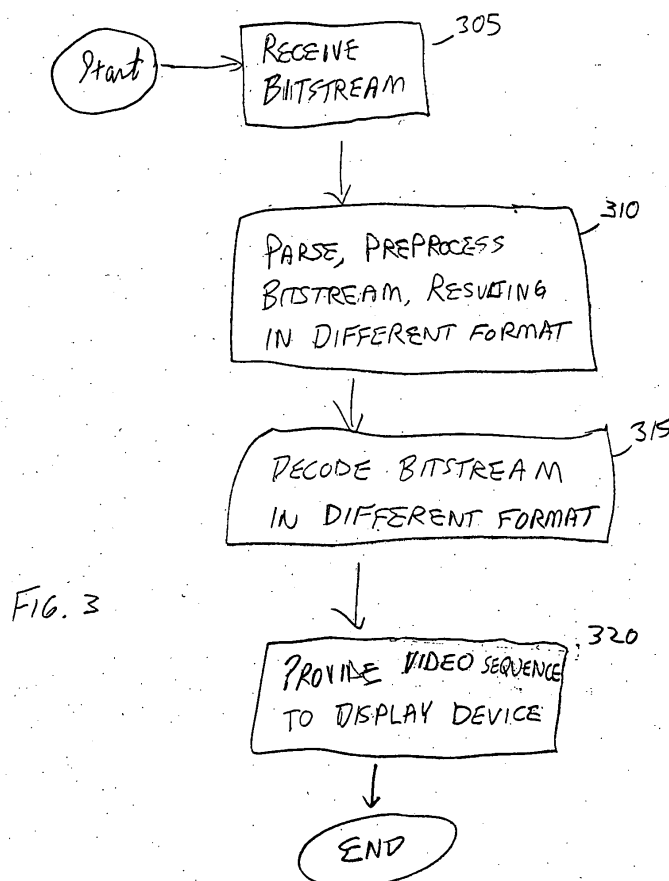 Start
RECEIVE
BITSTREAM
305
PARSE, PREPROCESS
BITSTREAM, RESULTING
IN DIFFERENT FORMAT
310
DECODE BITSTREAM
IN DIFFERENT FORMAT
315
FIG. 3
PROVIDE VIDEO SEQUENCE
TO DISPLAY DEVICE
320
END